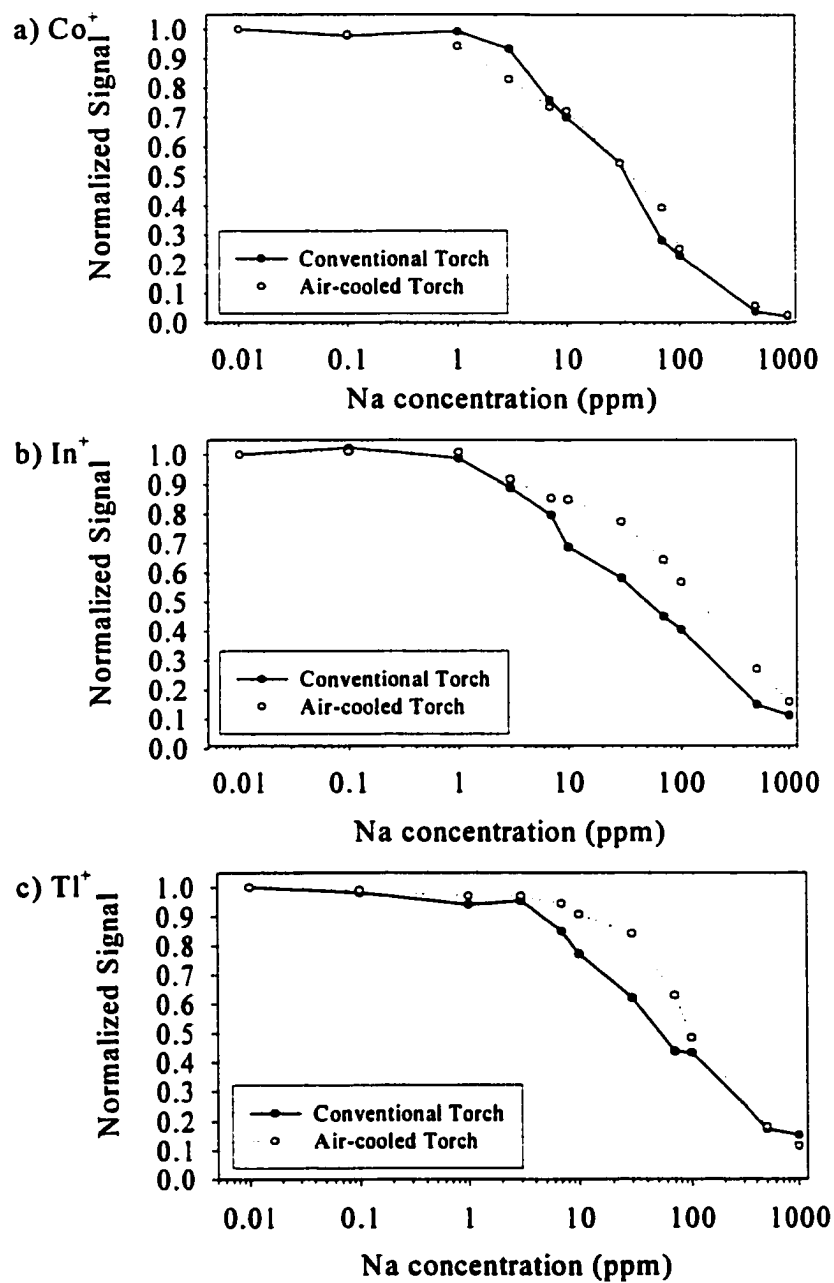 a) Co+
Normalized Signal
1.0
0.9
0.8
0.7
0.6
0.5
0.4
0.3
0.2
0.1
0.0
Conventional Torch
Air-cooled Torch
0.01 0.1 1 10 100 1000
Na concentration (ppm)
b) In+
Normalized Signal
1.0
0.9
0.8
0.7
0.6
0.5
0.4
0.3
0.2
0.1
0.0
Conventional Torch
Air-cooled Torch
0.01 0.1 1 10 100 1000
Na concentration (ppm)
c) Tl+
Normalized Signal
1.0
0.9
0.8
0.7
0.6
0.5
0.4
0.3
0.2
0.1
0.0
Conventional Torch
Air-cooled Torch
0.01 0.1 1 10 100 1000
Na concentration (ppm)